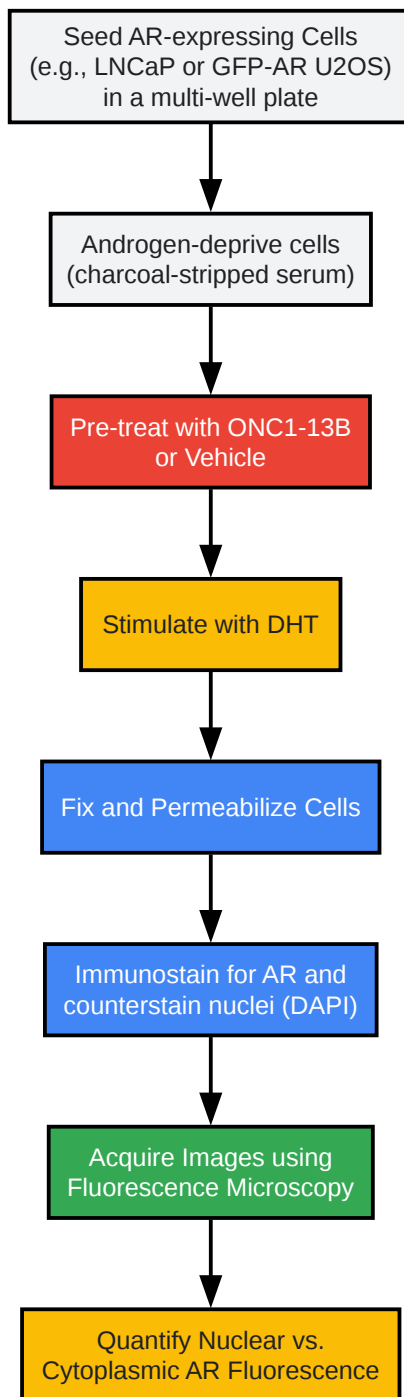 Seed AR-expressing Cells
(e.g., LNCaP or GFP-AR U2OS)
in a multi-well plate
Androgen-deprive cells
(charcoal-stripped serum)
Pre-treat with ONC1-13B
or Vehicle
Stimulate with DHT
Fix and Permeabilize Cells
Immunostain for AR and
counterstain nuclei (DAPI)
Acquire Images using
Fluorescence Microscopy
Quantify Nuclear vs.
Cytoplasmic AR Fluorescence